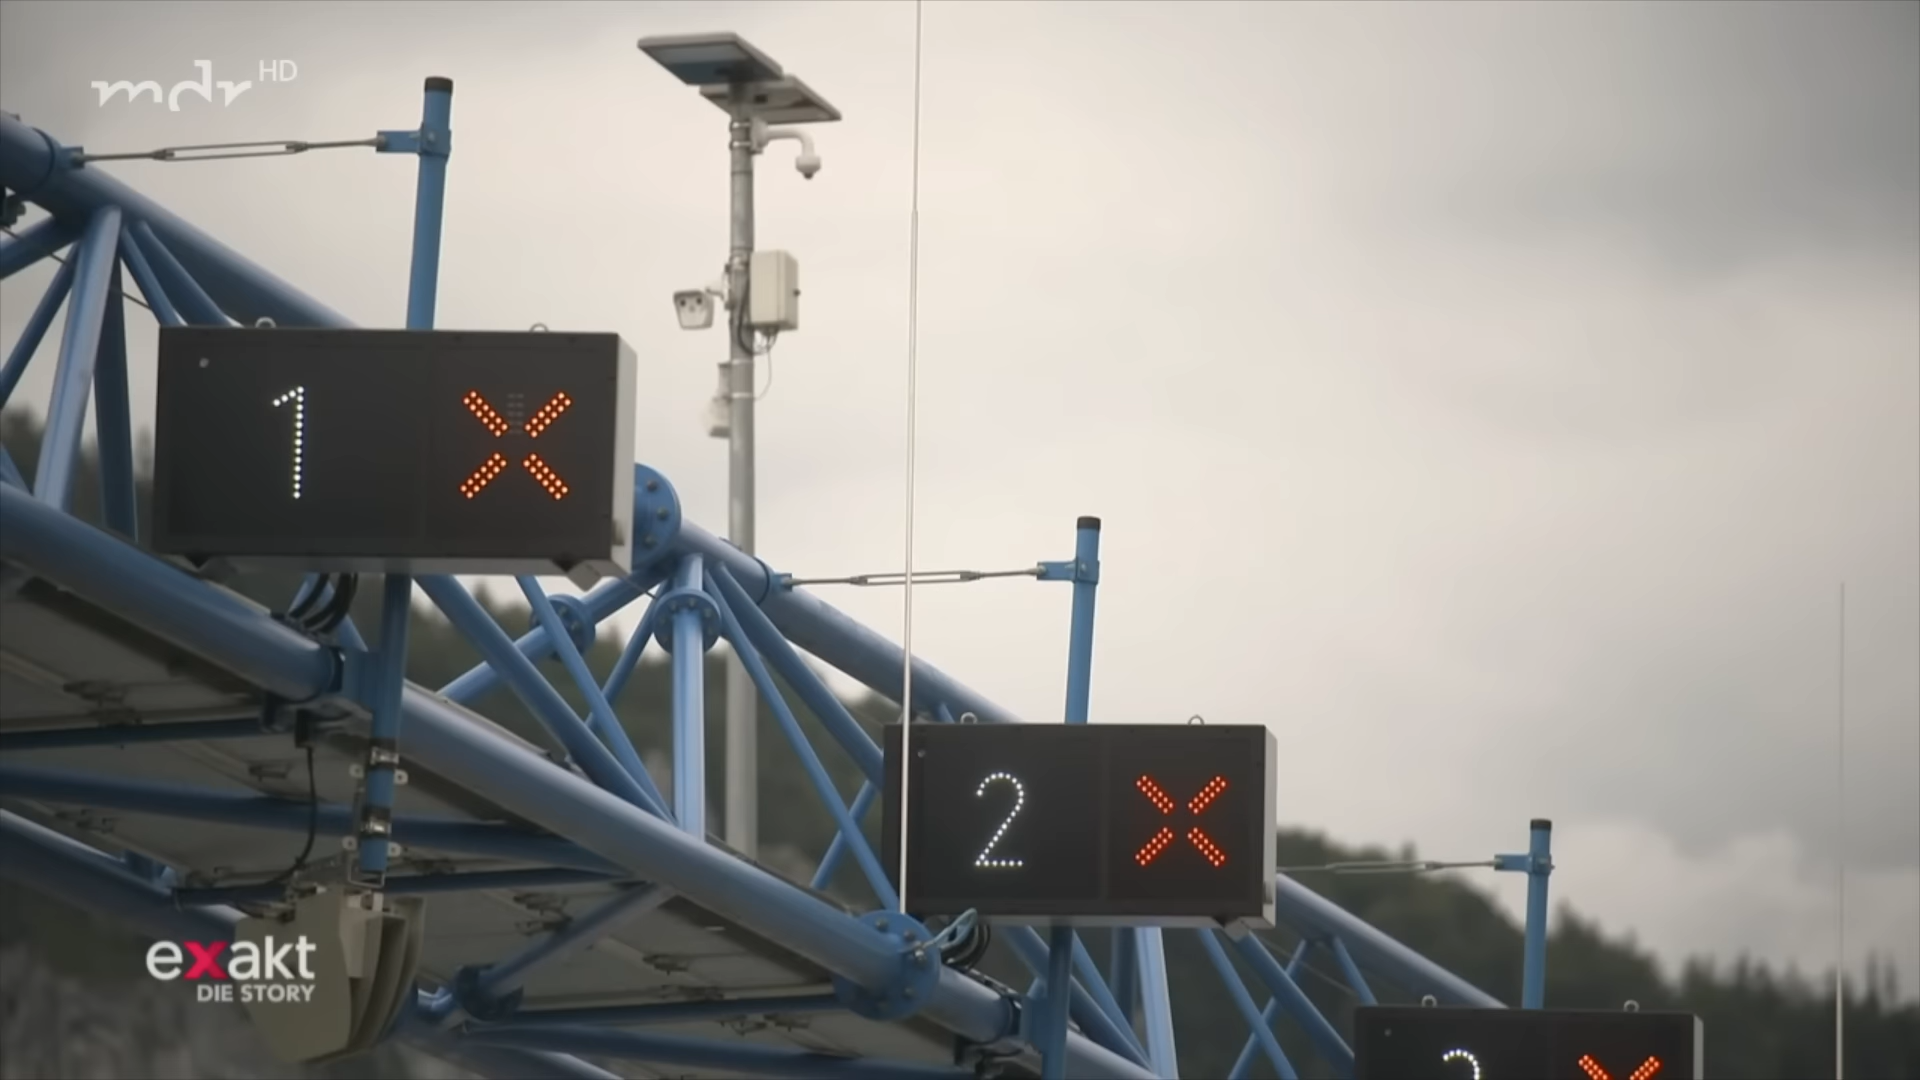 mdr HD
1 X
2 X
exakt
DIE STORY